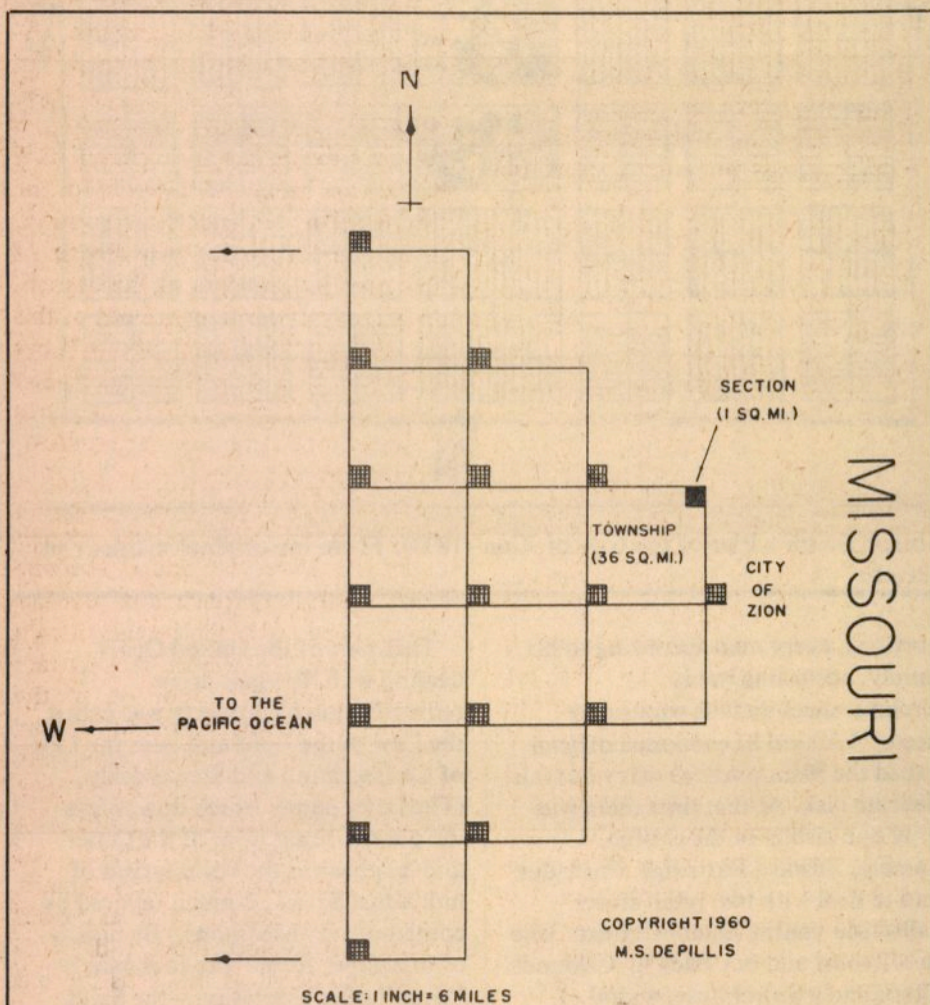 N
SECTION
(1 SQ.MI.)
MISSOURI
TOWNSHIP
(36 SQ.MI.)
CITY
OF
ZION
TO THE
PACIFIC OCEAN
W
COPYRIGHT 1960
M.S.DEPILLIS
SCALE: 1 INCH = 6 MILES